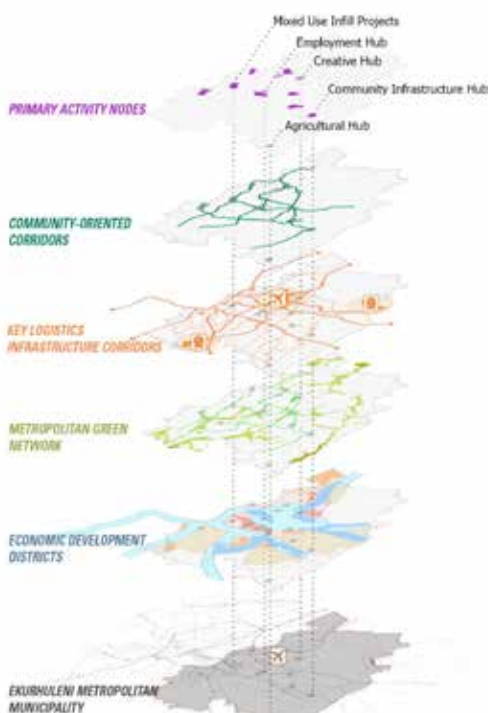 Mixed Use Infill Projects
Employment Hub
Creative Hub
Community Infrastructure Hub
PRIMARY ACTIVITY NODES
Agricultural Hub
COMMUNITY-ORIENTED
CORRIDORS
KEY LOGISTICS
INFRASTRUCTURE CORRIDORS
METROPOLITAN GREEN
NETWORK
ECONOMIC DEVELOPMENT
DISTRICTS
EKURHULENI METROPOLITAN
MUNICIPALITY